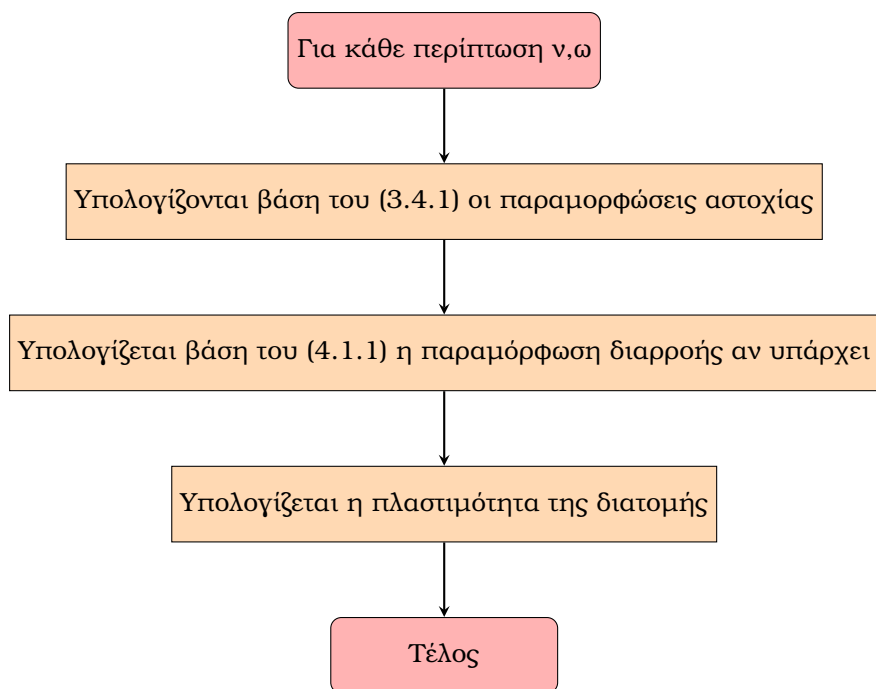 Για κάθε περίπτωση ν,ω
Υπολογίζονται βάση του (3.4.1) οι παραμορφώσεις αστοχίας
Υπολογίζεται βάση του (4.1.1) η παραμόρφωση διαρροής αν υπάρχει
Υπολογίζεται η πλαστιμότητα της διατομής
Τέλος